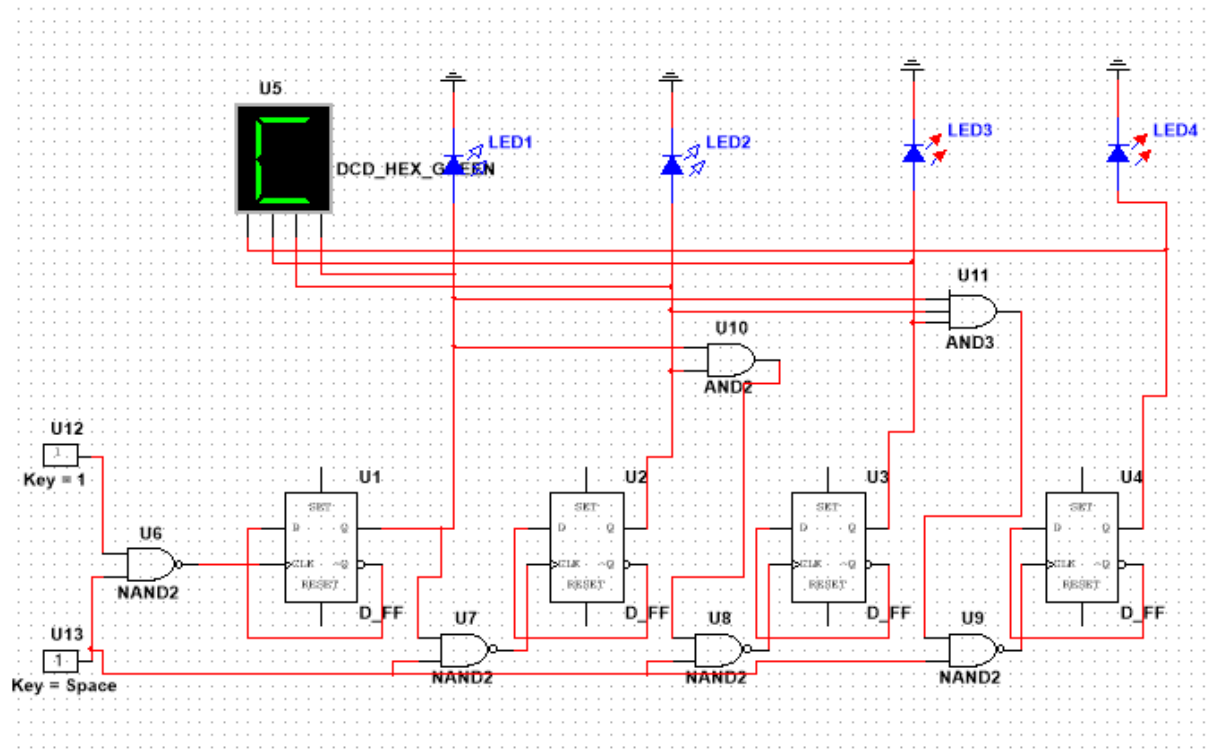 U5
C
DCD_HEX_GREEN
LED1
LED2
LED3
LED4
U11
AND3
U10
AND2
U12
1
Key = 1
U6
NAND2
U13
1
Key = Space
U1
SET
D Q
CLK ~Q
RESET
D_FF
U7
NAND2
U2
SET
D Q
CLK ~Q
RESET
D_FF
U8
NAND2
U3
SET
D Q
CLK ~Q
RESET
D_FF
U9
NAND2
U4
SET
D Q
CLK ~Q
RESET
D_FF